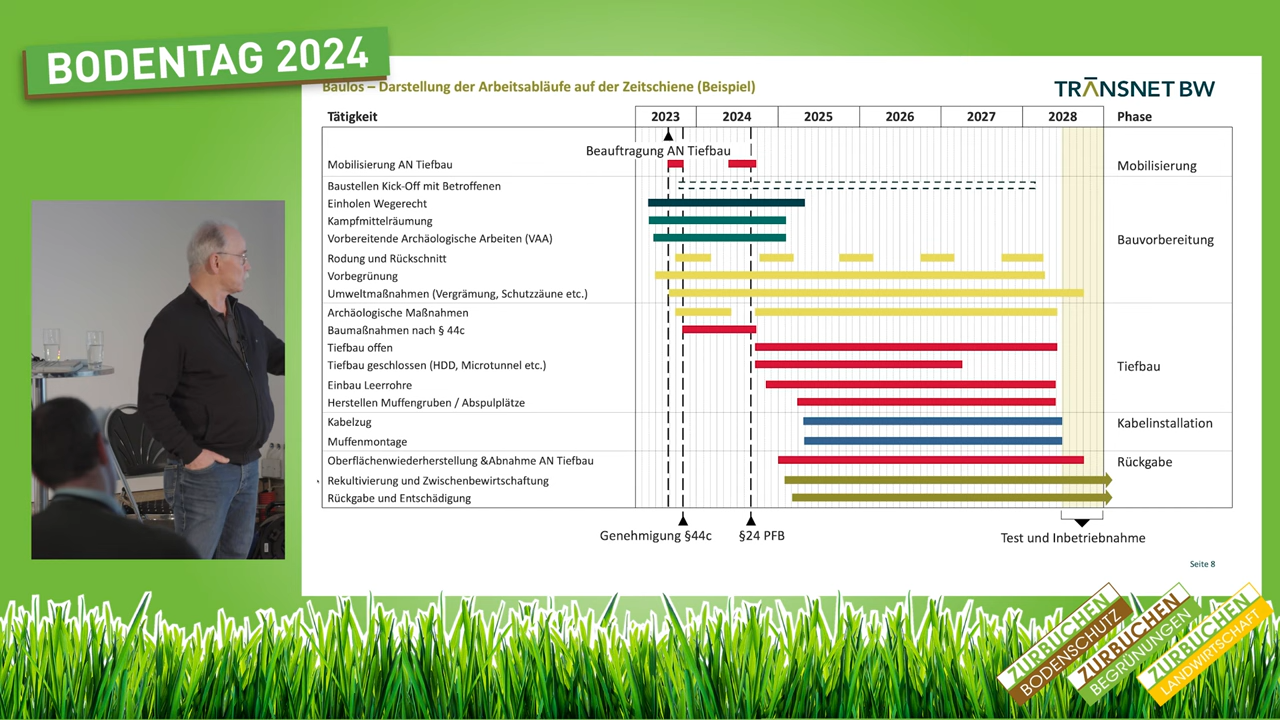 BODENTAG 2024
Baulos – Darstellung der Arbeitsabläufe auf der Zeitschiene (Beispiel)
TRANSNET BW
Tätigkeit 2023 2024 2025 2026 2027 2028 Phase
Beauftragung AN Tiefbau
Mobilisierung AN Tiefbau Mobilisierung
Baustellen Kick-Off mit Betroffenen
Einholen Wegerecht
Kampfmittelräumung
Vorbereitende Archäologische Arbeiten (VAA) Bauvorbereitung
Rodung und Rückschnitt
Vorbegrünung
Umweltmaßnahmen (Vergrämung, Schutzzäune etc.)
Archäologische Maßnahmen
Baumaßnahmen nach § 44c
Tiefbau offen
Tiefbau geschlossen (HDD, Microtunnel etc.) Tiefbau
Einbau Leerrohre
Herstellen Muffengruben / Abspulplätze
Kabelzug Kabelinstallation
Muffenmontage
Oberflächenwiederherstellung &Abnahme AN Tiefbau Rückgabe
Rekultivierung und Zwischenbewirtschaftung
Rückgabe und Entschädigung
Genehmigung §44c §24 PFB Test und Inbetriebnahme
Seite 8
ZURBUCHEN
BODENSCHUTZ
ZURBUCHEN
BEGRÜNUNGEN
ZURBUCHEN
LANDWIRTSCHAFT